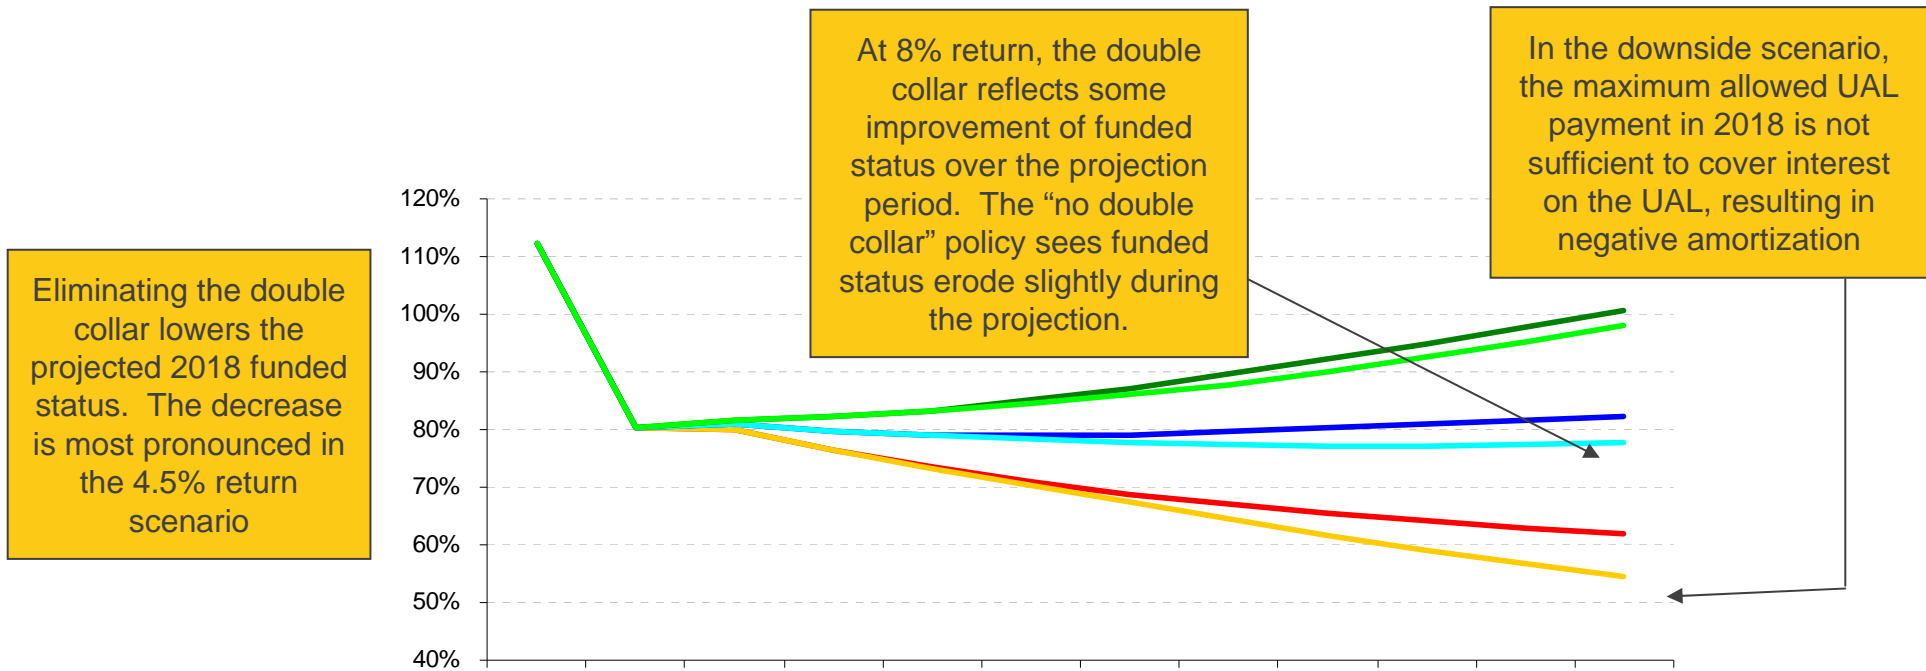 At 8% return, the double
collar reflects some
improvement of funded
status over the projection
period.  The “no double
collar” policy sees funded
status erode slightly during
the projection.
In the downside scenario,
the maximum allowed UAL
payment in 2018 is not
sufficient to cover interest
on the UAL, resulting in
negative amortization
Eliminating the double
collar lowers the
projected 2018 funded
status.  The decrease
is most pronounced in
the 4.5% return
scenario
120%
110%
100%
90%
80%
70%
60%
50%
40%